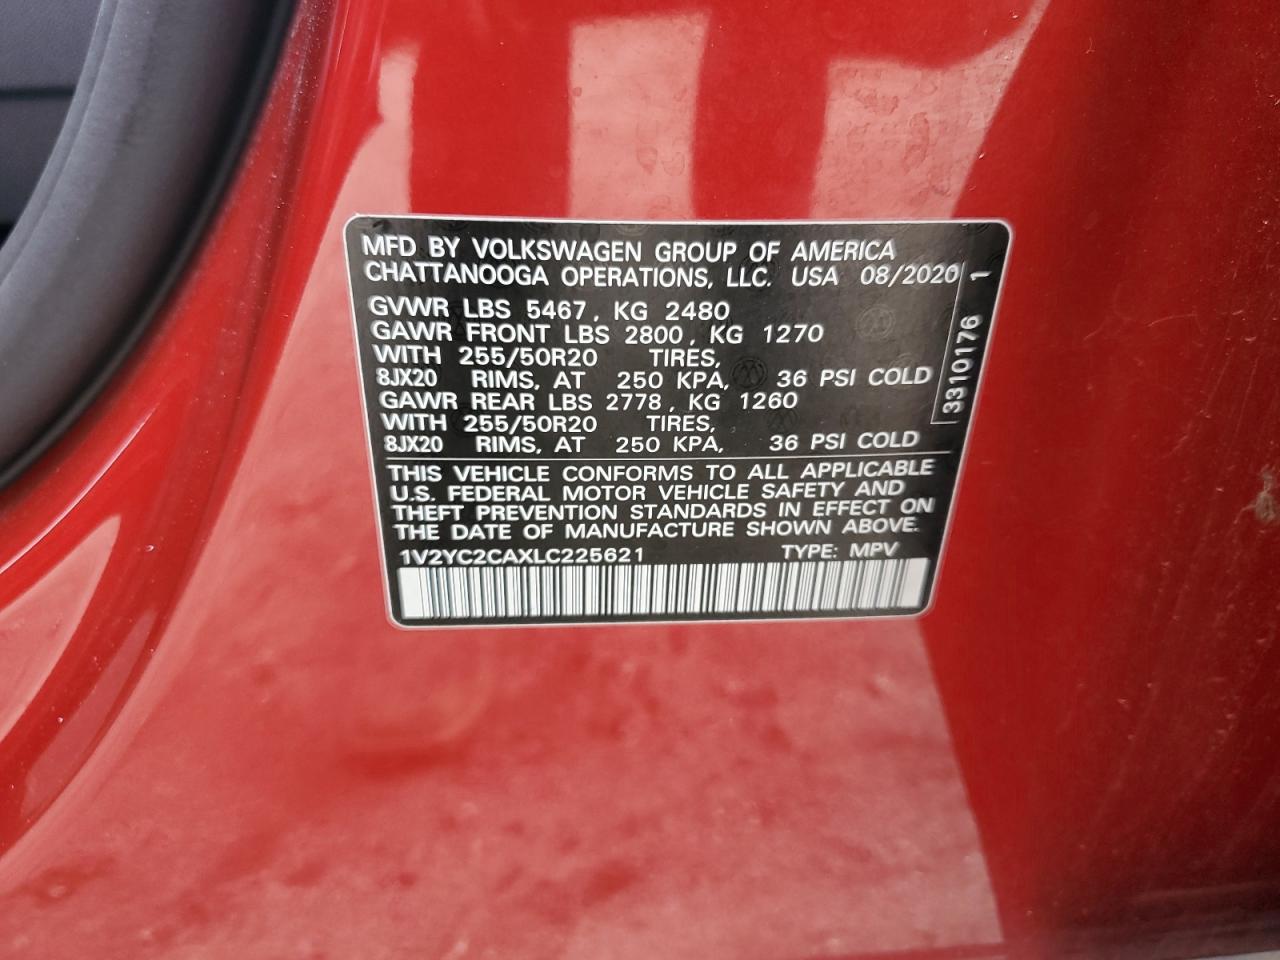 MFD BY VOLKSWAGEN GROUP OF AMERICA
CHATTANOOGA OPERATIONS, LLC. USA 08/2020
GVWR LBS 5467, KG 2480
GAWR FRONT LBS 2800, KG 1270
WITH 255/50R20 TIRES,
8JX20 RIMS, AT 250 KPA, 36 PSI COLD
GAWR REAR LBS 2778, KG 1260
WITH 255/50R20 TIRES,
8JX20 RIMS, AT 250 KPA, 36 PSI COLD
THIS VEHICLE CONFORMS TO ALL APPLICABLE
U.S. FEDERAL MOTOR VEHICLE SAFETY AND
THEFT PREVENTION STANDARDS IN EFFECT ON
THE DATE OF MANUFACTURE SHOWN ABOVE.
1V2YC2CAXLC225621 TYPE: MPV
3310176 1